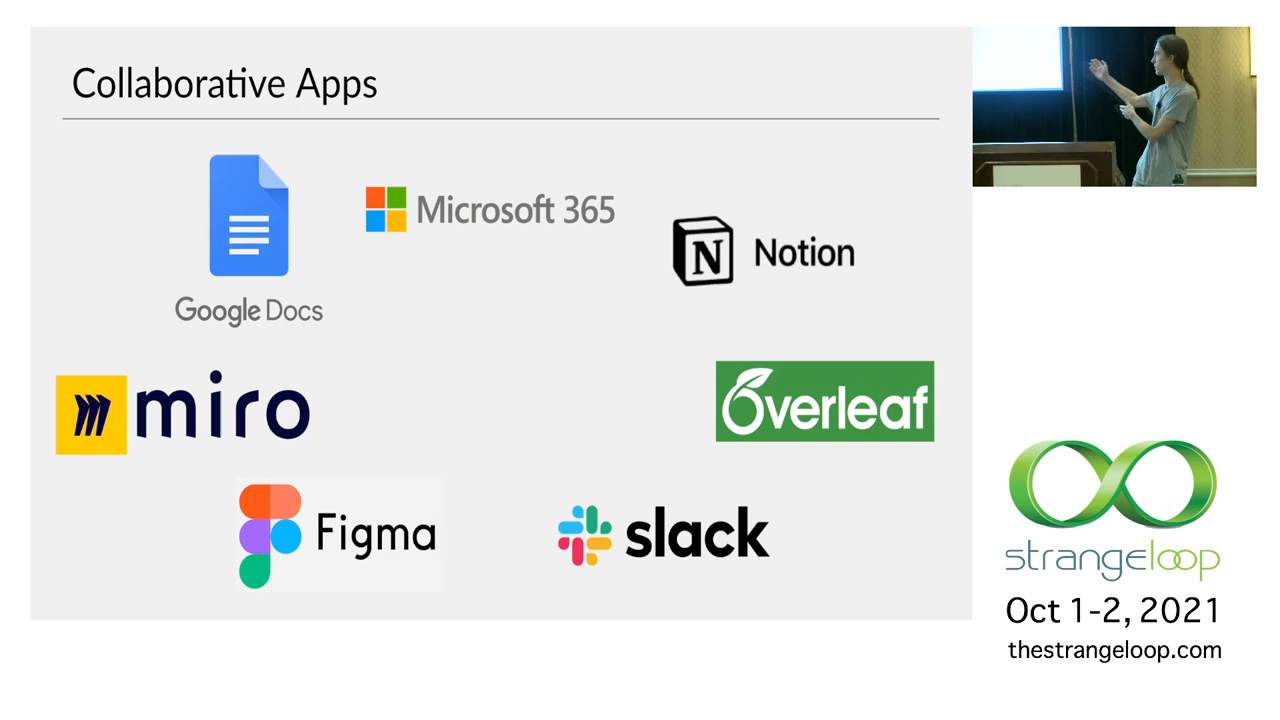 Collaborative Apps
Google Docs
Microsoft 365
Notion
miro
Overleaf
Figma
slack
strangeloop
Oct 1-2, 2021
thestrangeloop.com